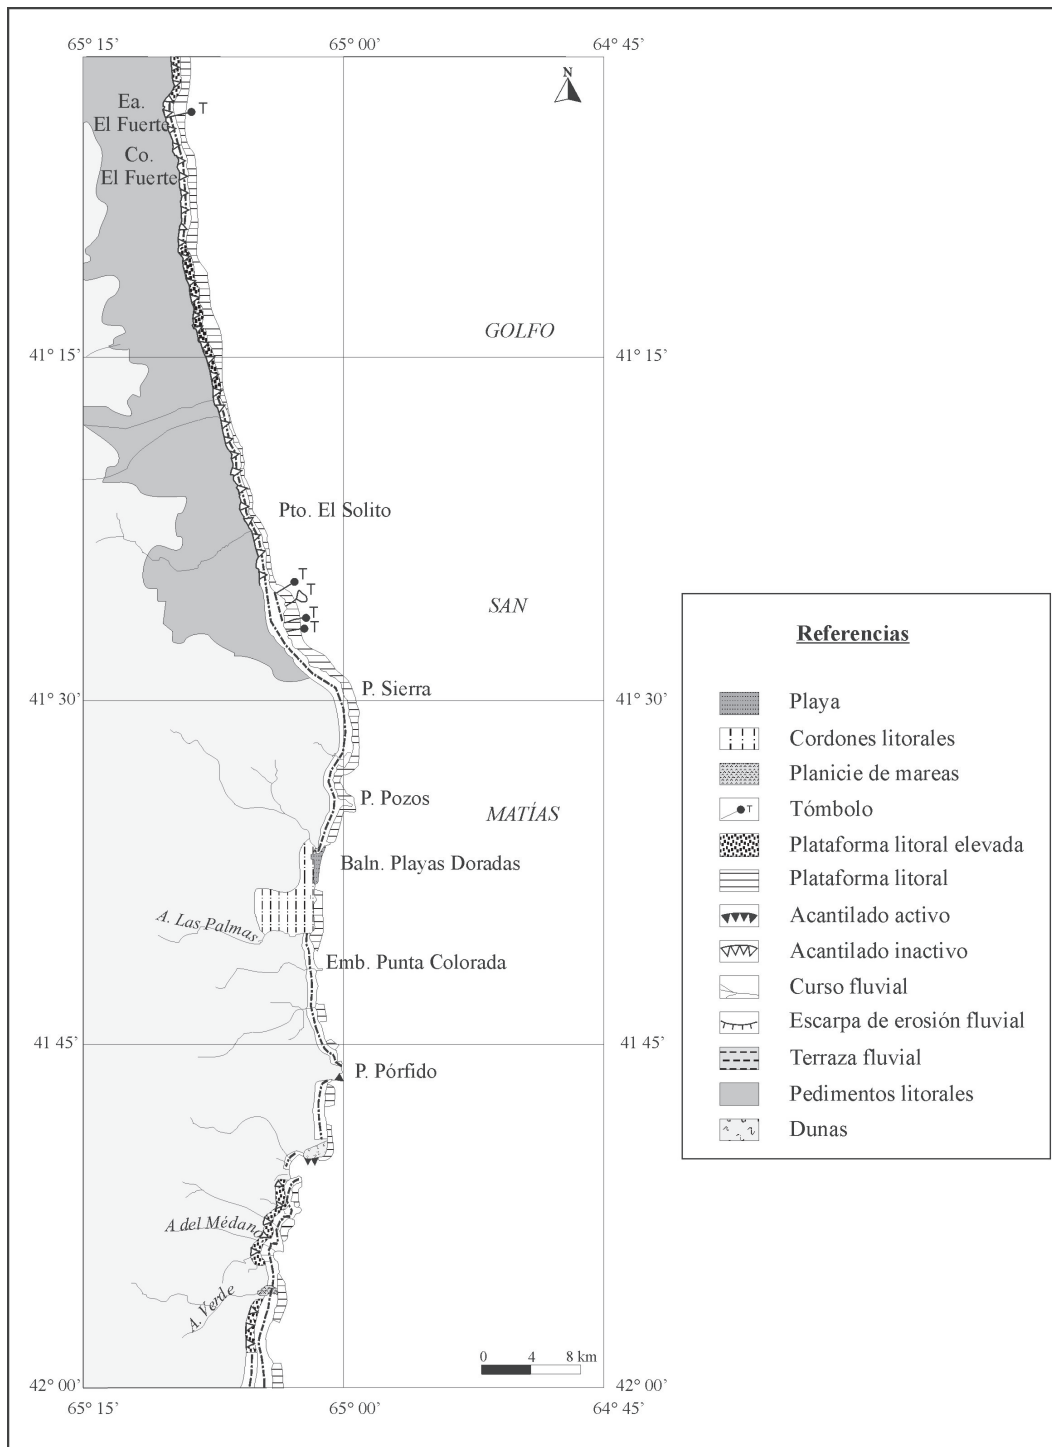 65° 15’ 65° 00’ 64° 45’
N
Ea.
El Fuerte
T
Co.
El Fuerte
GOLFO
41° 15’ 41° 15’
Pto. El Solito
T
T
SAN
T
T
P. Sierra
41° 30’ 41° 30’
P. Pozos
MATÍAS
Baln. Playas Doradas
A. Las Palmas
Emb. Punta Colorada
41 45’ 41 45’
P. Pórfido
A del Médano
A. Verde
0 4 8 km
42° 00’ 42° 00’
65° 15’ 65° 00’ 64° 45’
Referencias
Playa
Cordones litorales
Planicie de mareas
T
Tómbolo
Plataforma litoral elevada
Plataforma litoral
Acantilado activo
Acantilado inactivo
Curso fluvial
Escarpa de erosión fluvial
Terraza fluvial
Pedimentos litorales
Dunas